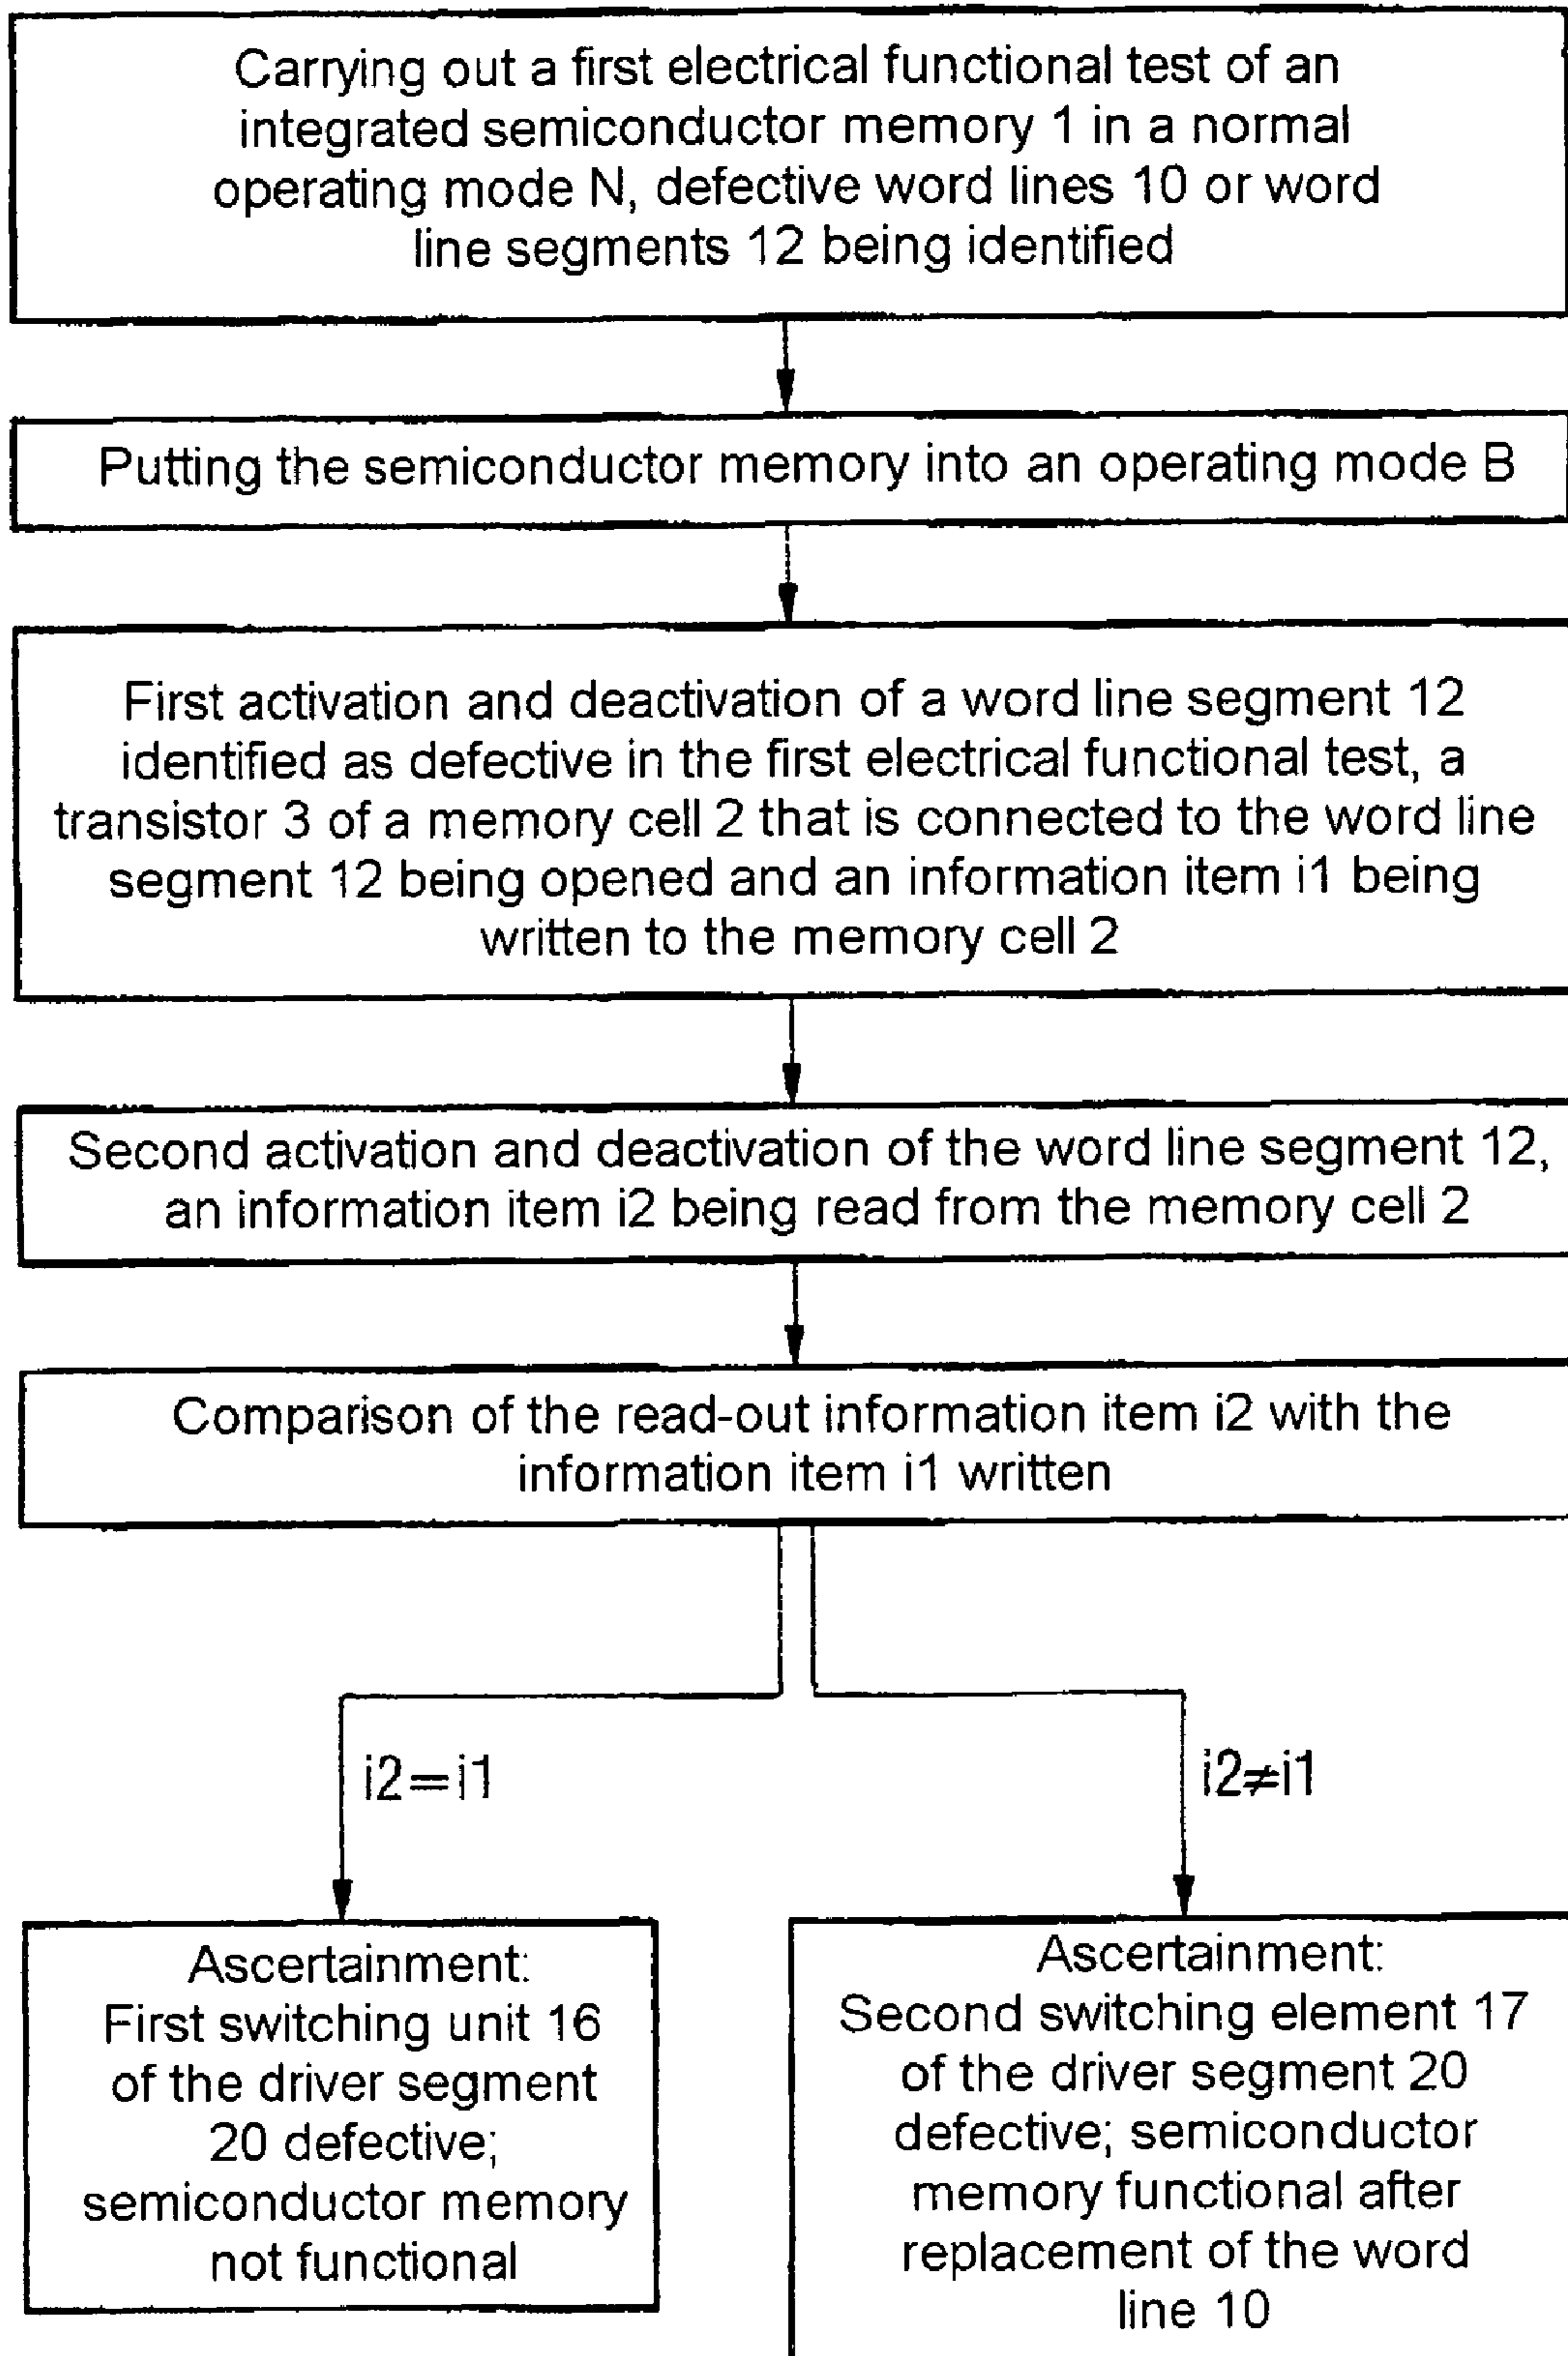 Carrying out a first electrical functional test of an
integrated semiconductor memory 1 in a normal
operating mode N, defective word lines 10 or word
line segments 12 being identified
Putting the semiconductor memory into an operating mode B
First activation and deactivation of a word line segment 12
identified as defective in the first electrical functional test, a
transistor 3 of a memory cell 2 that is connected to the word line
segment 12 being opened and an information item i1 being
written to the memory cell 2
Second activation and deactivation of the word line segment 12,
an information item i2 being read from the memory cell 2
Comparison of the read-out information item i2 with the
information item i1 written
i2=i1
i2≠i1
Ascertainment:
First switching unit 16
of the driver segment
20 defective;
semiconductor memory
not functional
Ascertainment:
Second switching element 17
of the driver segment 20
defective; semiconductor
memory functional after
replacement of the word
line 10